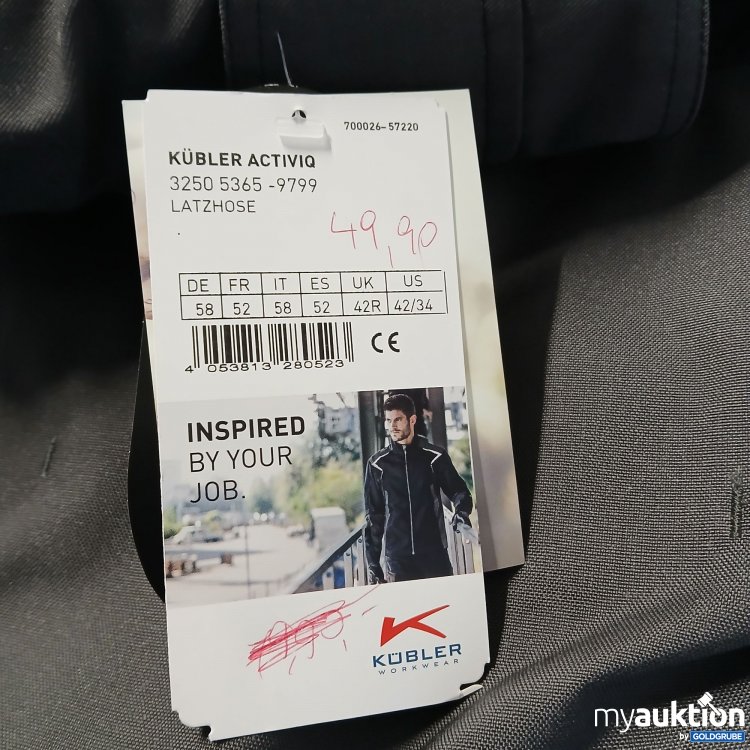 700026-57220
KÜBLER ACTIVIQ
3250 5365 -9799
LATZHOSE
49,90
DE FR IT ES UK US
58 52 58 52 42R 42/34
4 053813 280523
CE
INSPIRED
BY YOUR
JOB.
KÜBLER
WORKWEAR
myauktion
by GOLDGRUBE